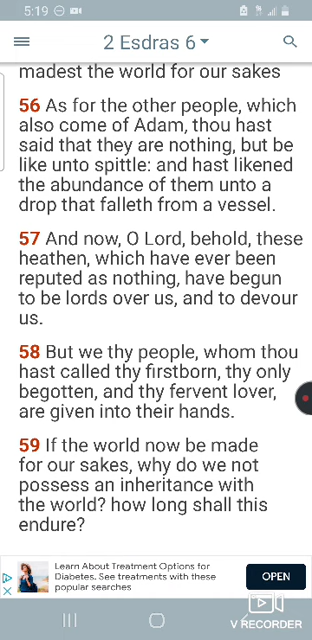 5:19
2 Esdras 6
madest the world for our sakes
56 As for the other people, which
also come of Adam, thou hast
said that they are nothing, but be
like unto spittle: and hast likened
the abundance of them unto a
drop that falleth from a vessel.
57 And now, O Lord, behold, these
heathen, which have ever been
reputed as nothing, have begun
to be lords over us, and to devour
us.
58 But we thy people, whom thou
hast called thy firstborn, thy only
begotten, and thy fervent lover,
are given into their hands.
59 If the world now be made
for our sakes, why do we not
possess an inheritance with
the world? how long shall this
endure?
Learn About Treatment Options for
Diabetes. See treatments with these
popular searches
OPEN
V RECORDER